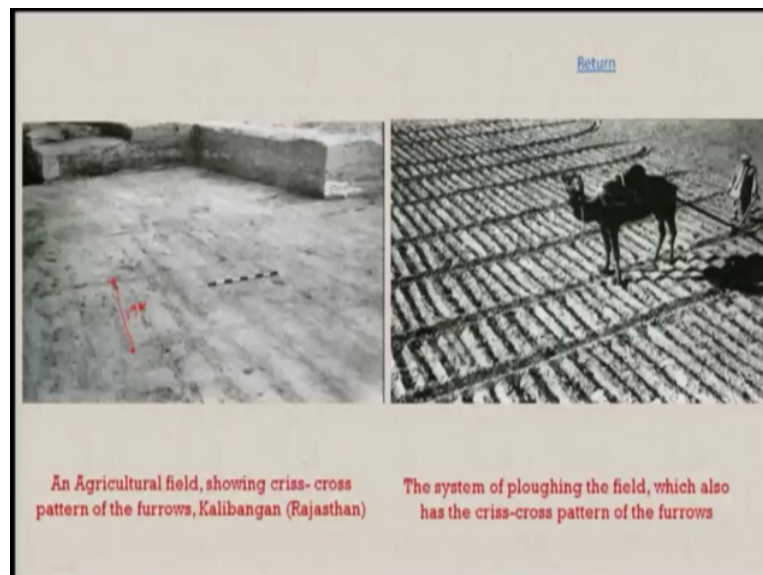 Return
An Agricultural field, showing criss- cross
pattern of the furrows, Kalibangan (Rajasthan)
The system of ploughing the field, which also
has the criss-cross pattern of the furrows